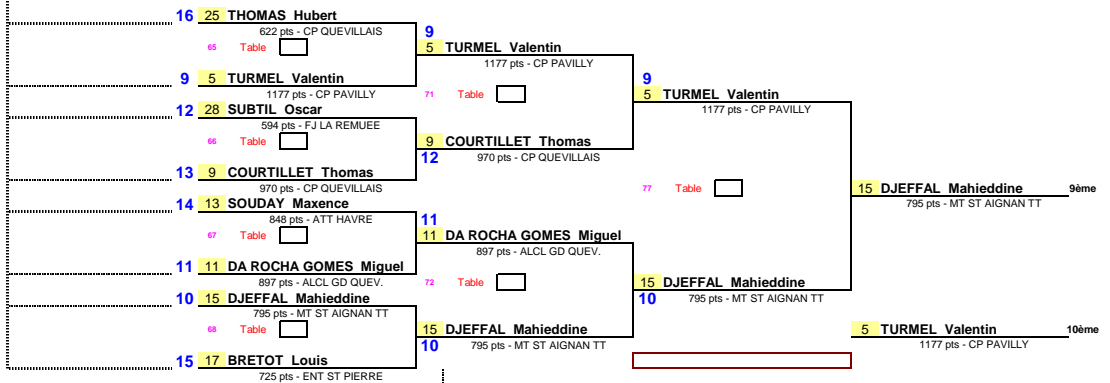 16 25 THOMAS Hubert
622 pts - CP QUEVILLAIS
9
65 Table
5 TURMEL Valentin
1177 pts - CP PAVILLY
9 5 TURMEL Valentin
1177 pts - CP PAVILLY
71 Table
9
5 TURMEL Valentin
1177 pts - CP PAVILLY
12 28 SUBTIL Oscar
594 pts - FJ LA REMUEE
66 Table
9 COURTILLET Thomas
12
970 pts - CP QUEVILLAIS
13 9 COURTILLET Thomas
970 pts - CP QUEVILLAIS
77 Table
15 DJEFFAL Mahieddine 9ème
795 pts - MT ST AIGNAN TT
14 13 SOUDAY Maxence
848 pts - ATT HAVRE
11
67 Table
11 DA ROCHA GOMES Miguel
897 pts - ALCL GD QUEV.
11 11 DA ROCHA GOMES Miguel
897 pts - ALCL GD QUEV.
72 Table
15 DJEFFAL Mahieddine
10
795 pts - MT ST AIGNAN TT
10 15 DJEFFAL Mahieddine
795 pts - MT ST AIGNAN TT
68 Table
15 DJEFFAL Mahieddine
10
795 pts - MT ST AIGNAN TT
5 TURMEL Valentin 10ème
1177 pts - CP PAVILLY
15 17 BRETOT Louis
725 pts - ENT ST PIERRE